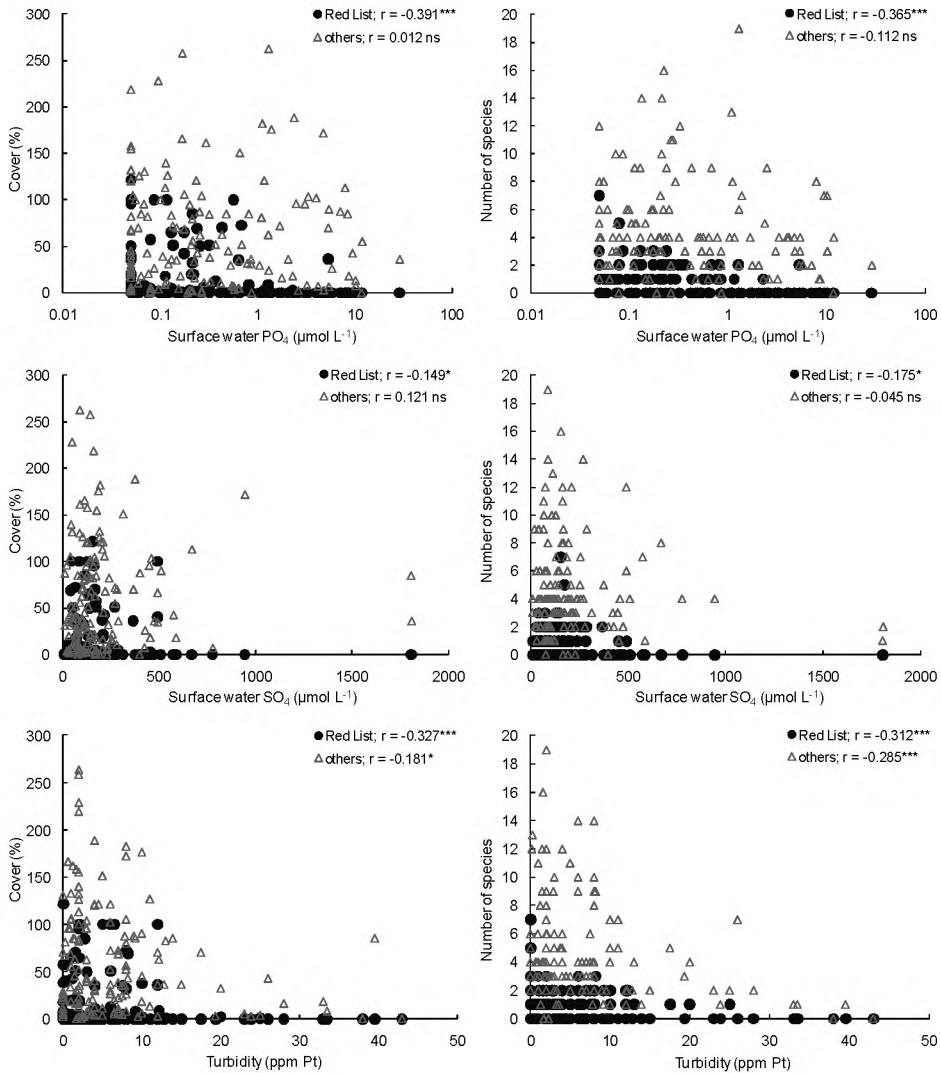 Red List; r = -0.391***
others; r = 0.012 ns
300
250
200
150
100
50
0
Cover (%)
0.01 0.1 1 10 100
Surface water PO4 (µmol L-1)
Red List; r = -0.365***
others; r = -0.112 ns
20
18
16
14
12
10
8
6
4
2
0
Number of species
0.01 0.1 1 10 100
Surface water PO4 (µmol L-1)
Red List; r = -0.149*
others; r = 0.121 ns
300
250
200
150
100
50
0
Cover (%)
0 500 1000 1500 2000
Surface water SO4 (µmol L-1)
Red List; r = -0.175*
others; r = -0.045 ns
20
18
16
14
12
10
8
6
4
2
0
Number of species
0 500 1000 1500 2000
Surface water SO4 (µmol L-1)
Red List; r = -0.327***
others; r = -0.181*
300
250
200
150
100
50
0
Cover (%)
0 10 20 30 40 50
Turbidity (ppm Pt)
Red List; r = -0.312***
others; r = -0.285***
20
18
16
14
12
10
8
6
4
2
0
Number of species
0 10 20 30 40 50
Turbidity (ppm Pt)